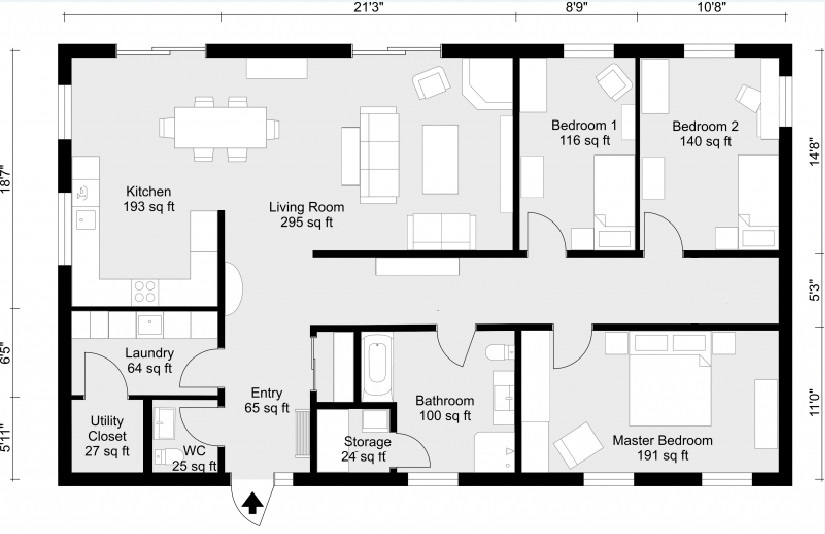 21'3"
8'9"
10'8"
18'7"
14'8"
Bedroom 1
116 sq ft
Bedroom 2
140 sq ft
Kitchen
193 sq ft
Living Room
295 sq ft
5'3"
6'5"
Laundry
64 sq ft
Entry
65 sq ft
Bathroom
100 sq ft
11'0"
5'11"
Utility
Closet
27 sq ft
WC
25 sq ft
Storage
24 sq ft
Master Bedroom
191 sq ft